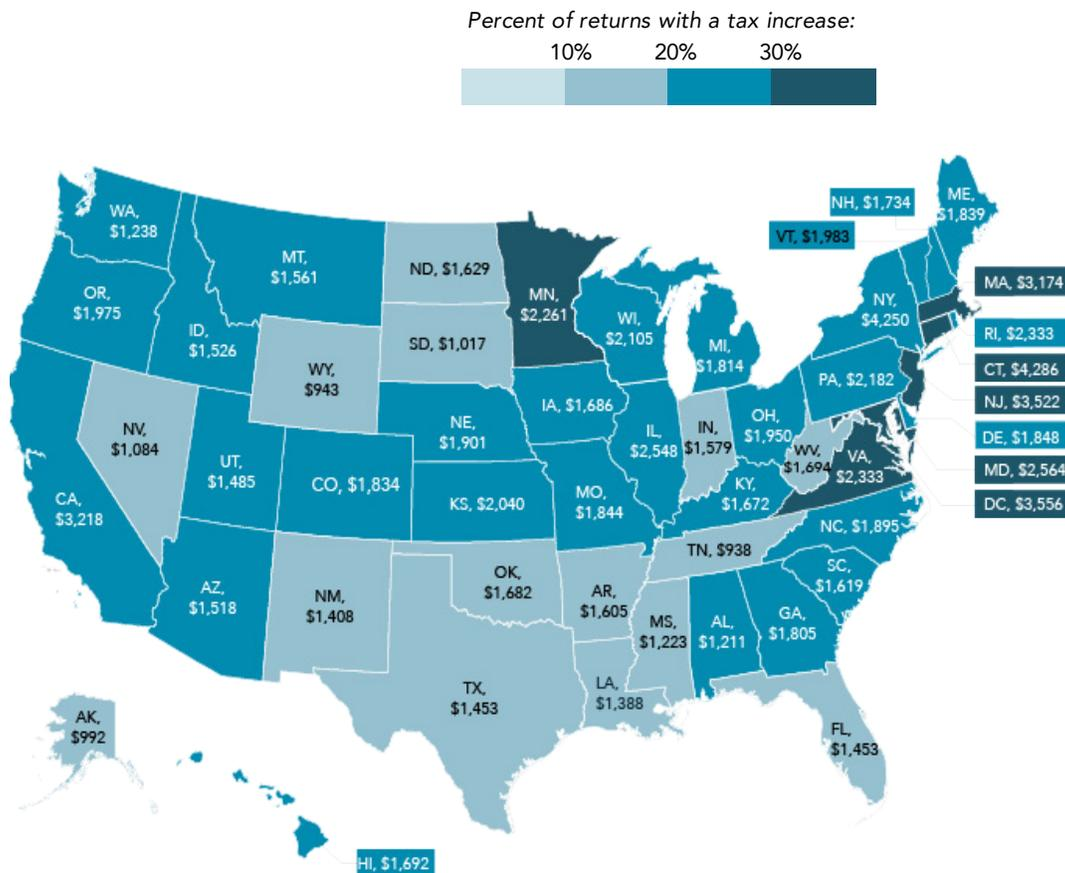 Percent of returns with a tax increase:
10% 20% 30%
WA,
$1,238
OR,
$1,975
CA,
$3,218
ID,
$1,526
NV,
$1,084
MT,
$1,561
WY,
$943
UT,
$1,485
AZ,
$1,518
CO, $1,834
NM,
$1,408
ND, $1,629
SD, $1,017
NE,
$1,901
KS, $2,040
OK,
$1,682
TX,
$1,453
MN,
$2,261
IA, $1,686
MO,
$1,844
AR,
$1,605
LA,
$1,388
WI,
$2,105
IL,
$2,548
MI,
$1,814
IN,
$1,579
OH,
$1,950
KY,
$1,672
TN, $938
MS,
$1,223
AL,
$1,211
GA,
$1,805
FL,
$1,453
SC,
$1,619
NC, $1,895
VA,
$2,333
WV,
$1,694
PA, $2,182
NY,
$4,250
ME,
$1,839
NH, $1,734
VT, $1,983
MA, $3,174
RI, $2,333
CT, $4,286
NJ, $3,522
DE, $1,848
MD, $2,564
DC, $3,556
AK,
$992
HI, $1,692